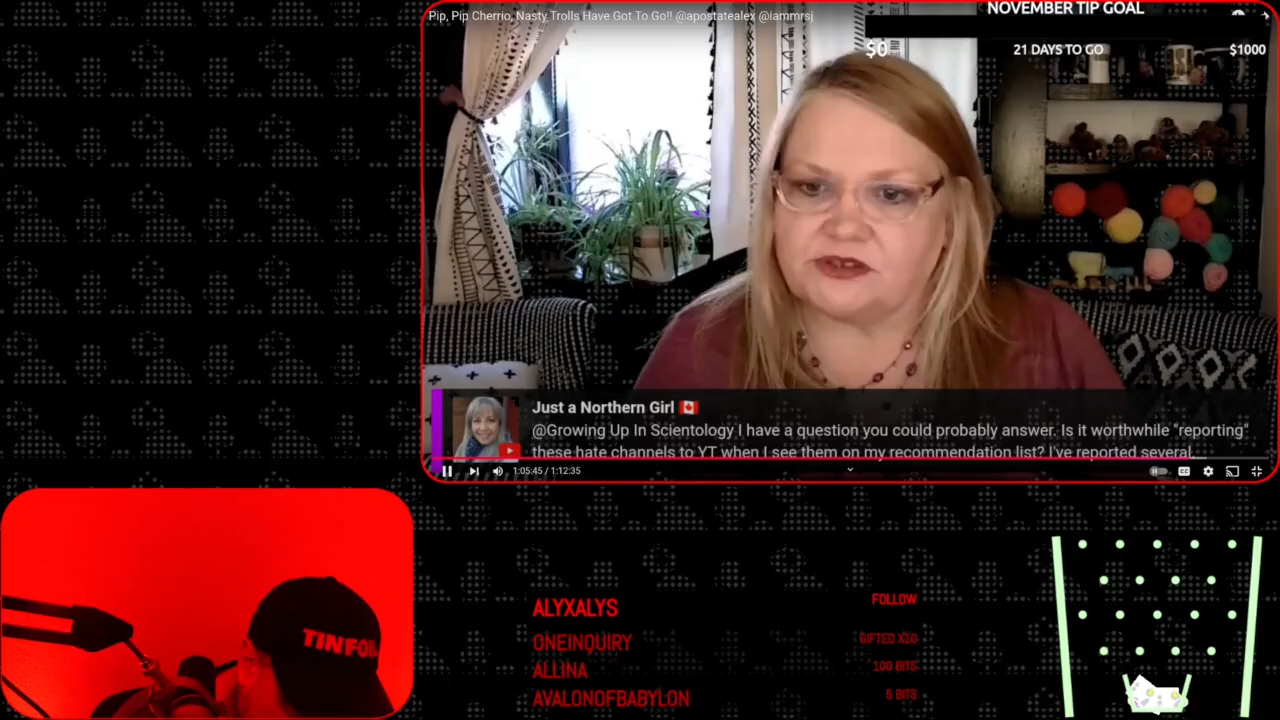 Pip, Pip Cherrio, Nasty Trolls Have Got To Go!! @apostatealex @iammrsj
NOVEMBER TIP GOAL
$0
21 DAYS TO GO
$1000
Just a Northern Girl 🇨🇦
@Growing Up In Scientology I have a question you could probably answer. Is it worthwhile "reporting"
these hate channels to YT when I see them on my recommendation list? I've reported several.
1:05:45 / 1:12:35
CC
TINFOIL
ALYXALYS
FOLLOW
ONEINQUIRY
GIFTED X10
ALLINA
100 BITS
AVALONOFBABYLON
5 BITS